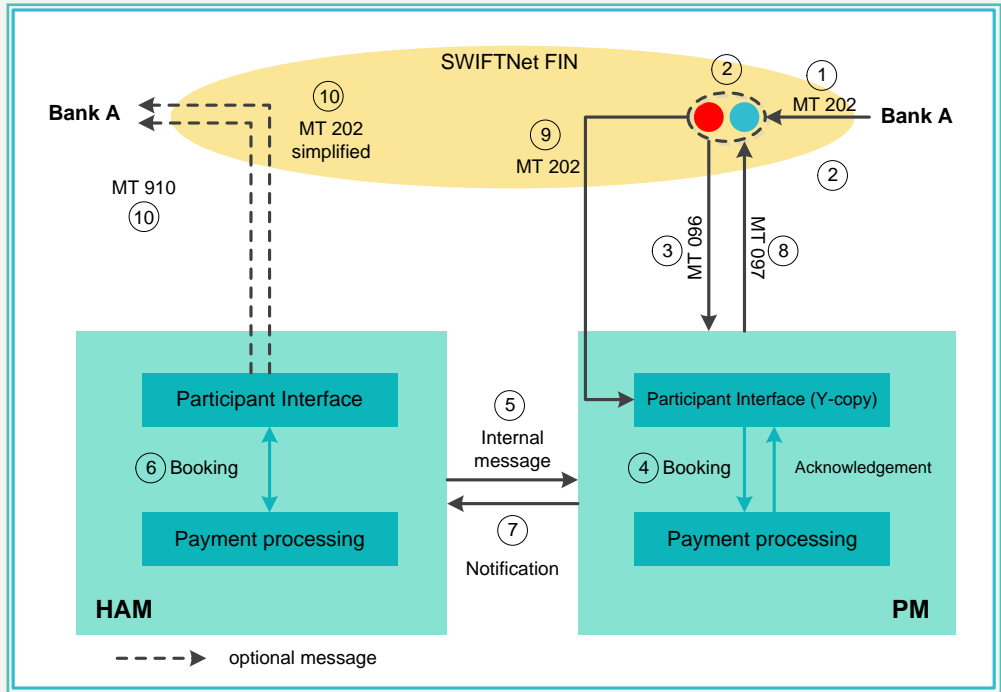 SWIFTNet FIN
2
1
MT 202
Bank A
Bank A
10
MT 202
simplified
9
MT 202
2
MT 910
10
3
MT 096
MT 097
8
Participant Interface
5
Internal
message
Participant Interface (Y-copy)
6 Booking
4 Booking
Acknowledgement
Payment processing
7
Notification
Payment processing
HAM
PM
optional message